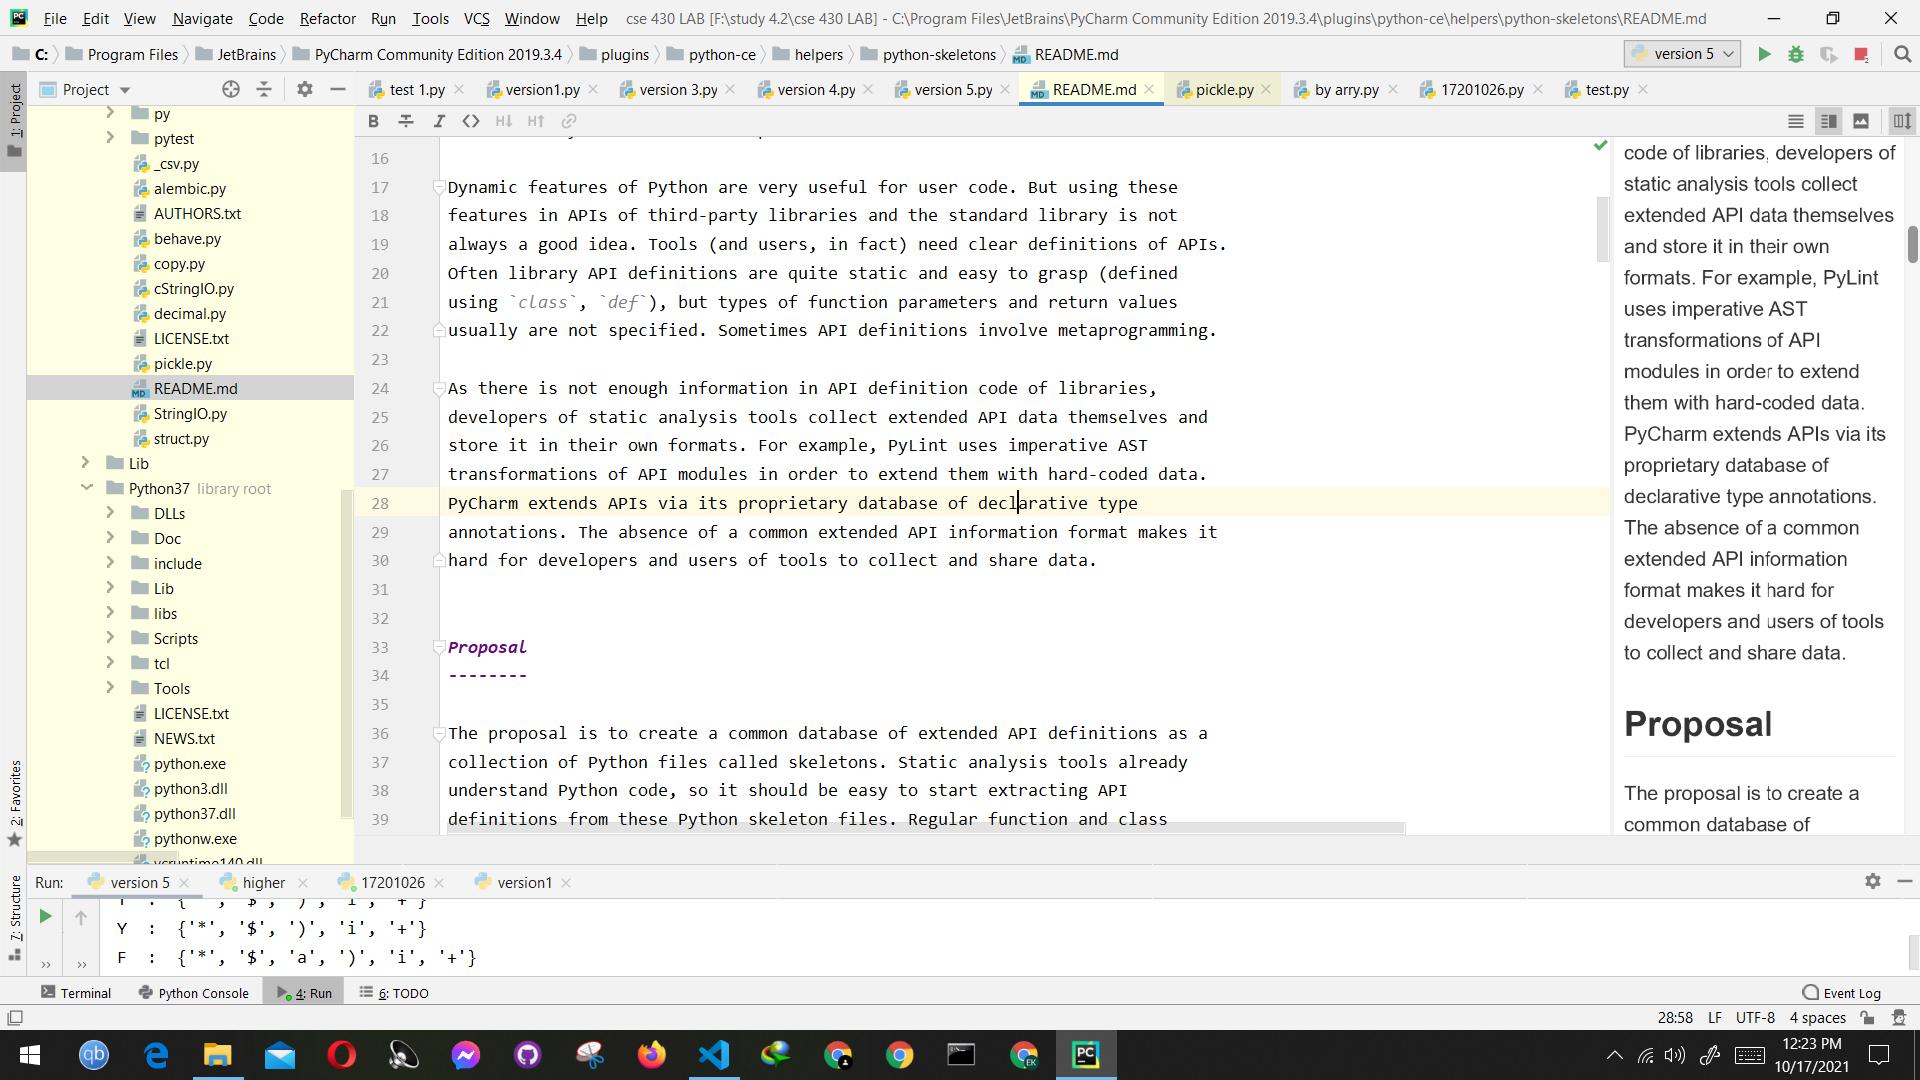 File Edit View Navigate Code Refactor Run Tools VCS Window Help cse 430 LAB [F:\study 4.2\cse 430 LAB] - C:\Program Files\JetBrains\PyCharm Community Edition 2019.3.4\plugins\python-ce\helpers\python-skeletons\README.md
C: Program Files JetBrains PyCharm Community Edition 2019.3.4 plugins python-ce helpers python-skeletons README.md version 5
1: Project
Project
test 1.py version1.py version 3.py version 4.py version 5.py README.md pickle.py by arry.py 17201026.py test.py
B I <> H↓ H↑
py
pytest
_csv.py
alembic.py
AUTHORS.txt
behave.py
copy.py
cStringIO.py
decimal.py
LICENSE.txt
pickle.py
README.md
StringIO.py
struct.py
Lib
Python37 library root
DLLs
Doc
include
Lib
libs
Scripts
tcl
Tools
LICENSE.txt
NEWS.txt
python.exe
python3.dll
python37.dll
pythonw.exe
vcruntime140.dll
2: Favorites
7: Structure
16
17 Dynamic features of Python are very useful for user code. But using these
18 features in APIs of third-party libraries and the standard library is not
19 always a good idea. Tools (and users, in fact) need clear definitions of APIs.
20 Often library API definitions are quite static and easy to grasp (defined
21 using `class`, `def`), but types of function parameters and return values
22 usually are not specified. Sometimes API definitions involve metaprogramming.
23
24 As there is not enough information in API definition code of libraries,
25 developers of static analysis tools collect extended API data themselves and
26 store it in their own formats. For example, PyLint uses imperative AST
27 transformations of API modules in order to extend them with hard-coded data.
28 PyCharm extends APIs via its proprietary database of declarative type
29 annotations. The absence of a common extended API information format makes it
30 hard for developers and users of tools to collect and share data.
31
32
33 Proposal
34 --------
35
36 The proposal is to create a common database of extended API definitions as a
37 collection of Python files called skeletons. Static analysis tools already
38 understand Python code, so it should be easy to start extracting API
39 definitions from these Python skeleton files. Regular function and class
code of libraries, developers of
static analysis tools collect
extended API data themselves
and store it in their own
formats. For example, PyLint
uses imperative AST
transformations of API
modules in order to extend
them with hard-coded data.
PyCharm extends APIs via its
proprietary database of
declarative type annotations.
The absence of a common
extended API information
format makes it hard for
developers and users of tools
to collect and share data.
Proposal
The proposal is to create a
common database of
Run: version 5 higher 17201026 version1
Y : {'*', '$', ')', 'i', '+'}
F : {'*', '$', 'a', ')', 'i', '+'}
Terminal Python Console 4: Run 6: TODO Event Log
28:58 LF UTF-8 4 spaces
12:23 PM
10/17/2021